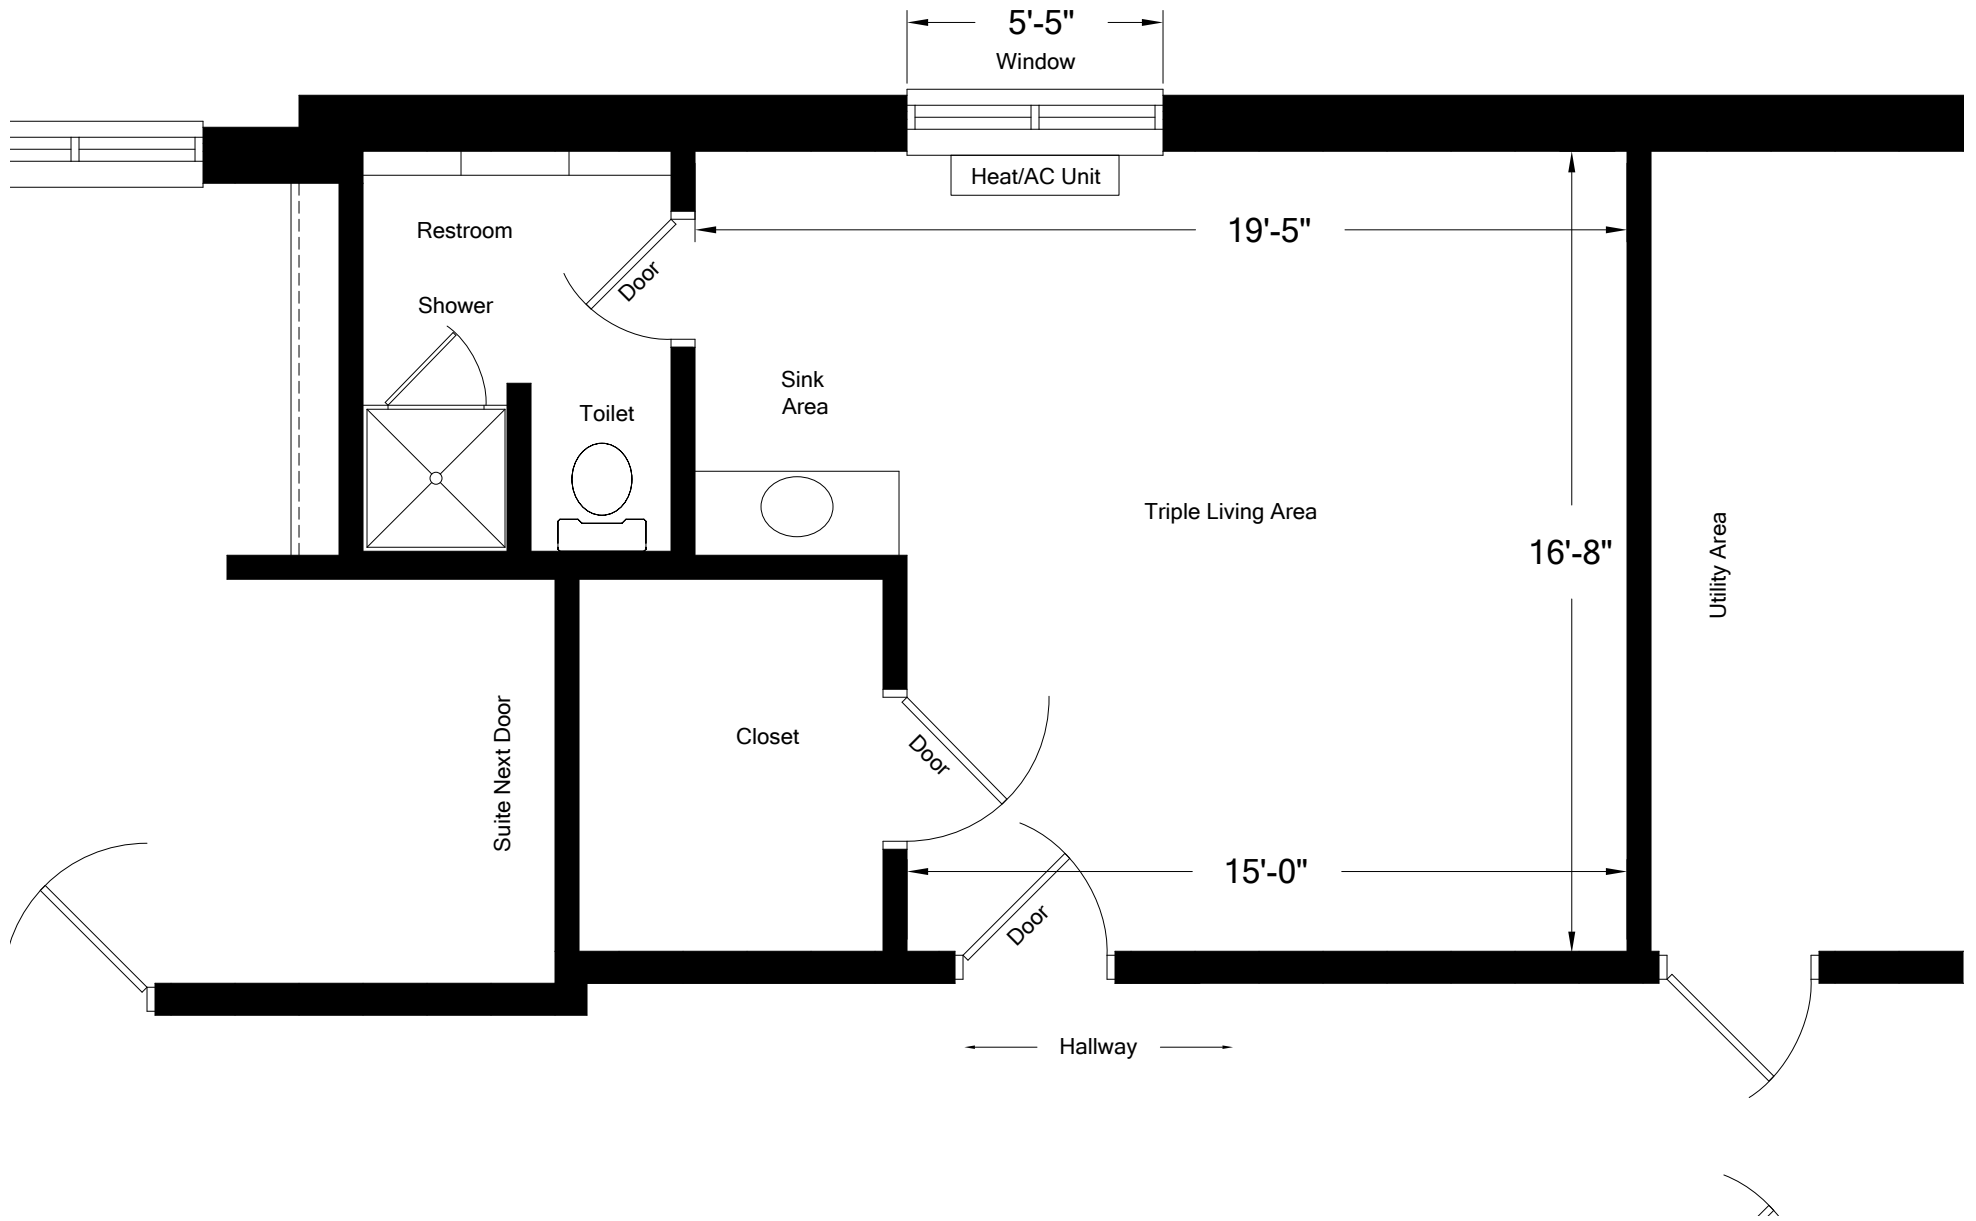 5'-5"
Window
Heat/AC Unit
Restroom
19'-5"
Door
Shower
Sink
Area
Toilet
Triple Living Area
16'-8"
Utility Area
Closet
Door
Suite Next Door
15'-0"
Door
Hallway